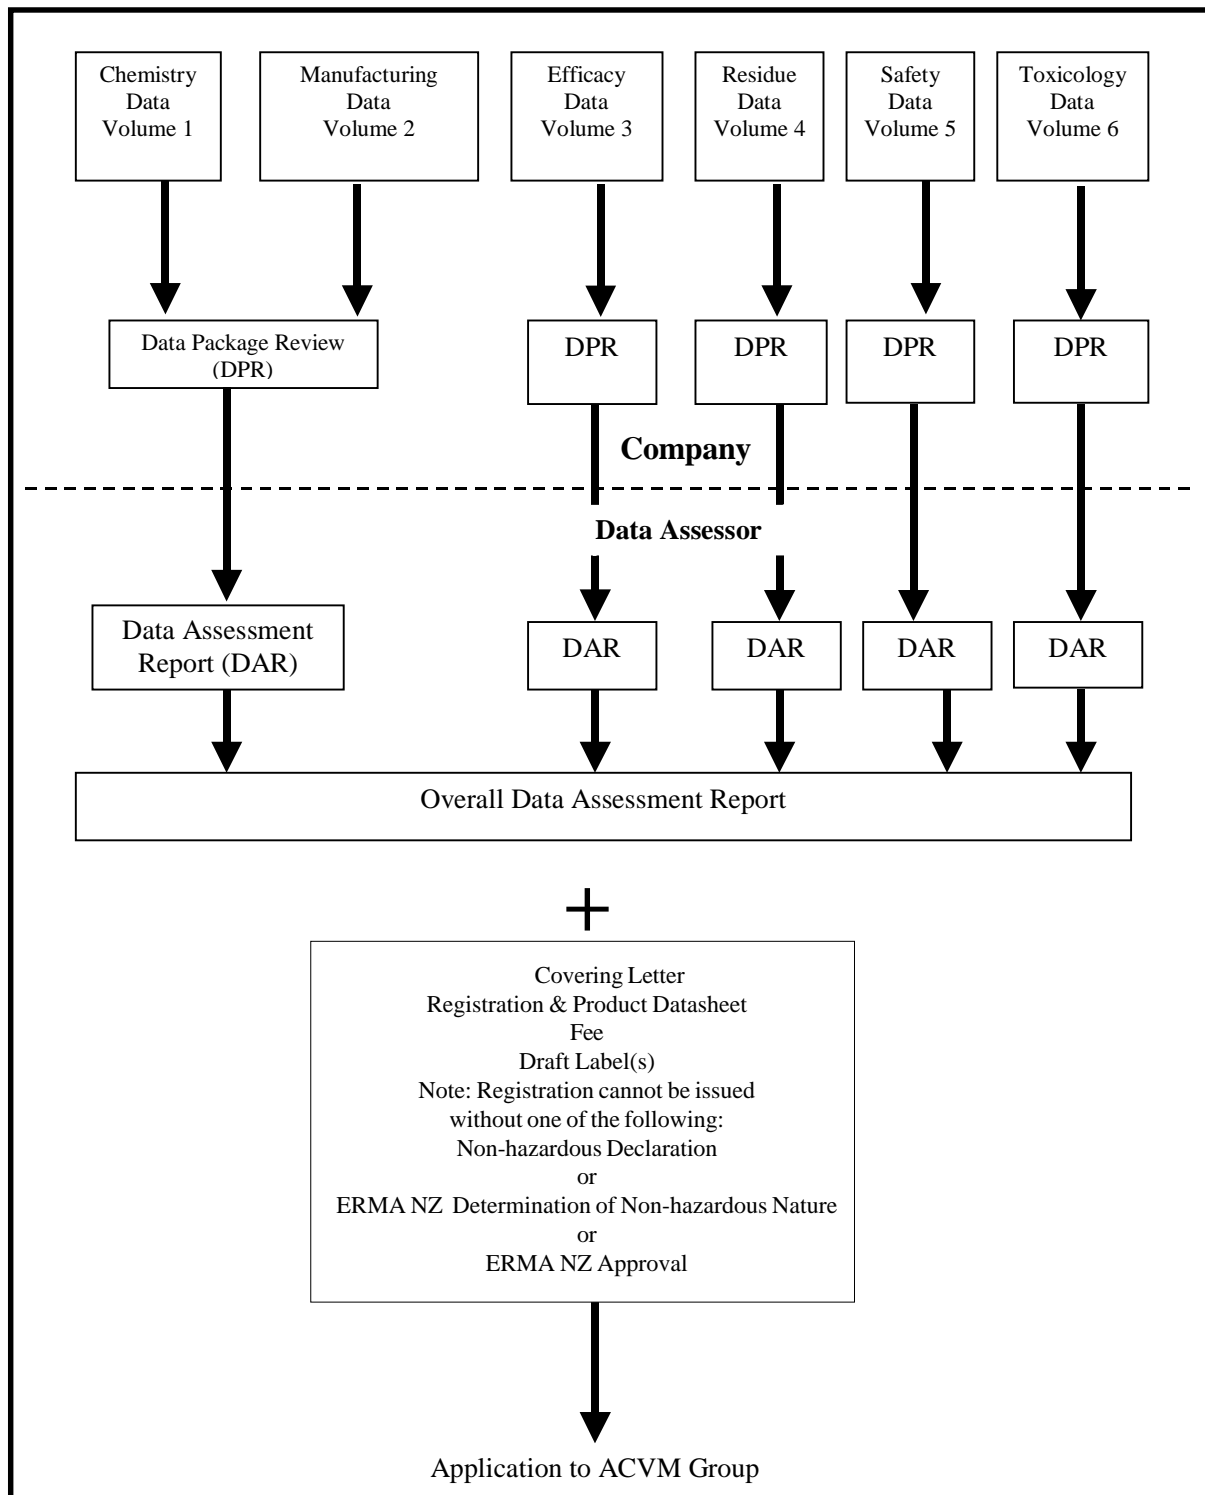 Chemistry
Data
Volume 1
Manufacturing
Data
Volume 2
Efficacy
Data
Volume 3
Residue
Data
Volume 4
Safety
Data
Volume 5
Toxicology
Data
Volume 6
Data Package Review
(DPR)
DPR
DPR
DPR
DPR
Company
Data Assessor
Data Assessment
Report (DAR)
DAR
DAR
DAR
DAR
Overall Data Assessment Report
+
Covering Letter
Registration & Product Datasheet
Fee
Draft Label(s)
Note: Registration cannot be issued
without one of the following:
Non-hazardous Declaration
or
ERMA NZ Determination of Non-hazardous Nature
or
ERMA NZ Approval
Application to ACVM Group